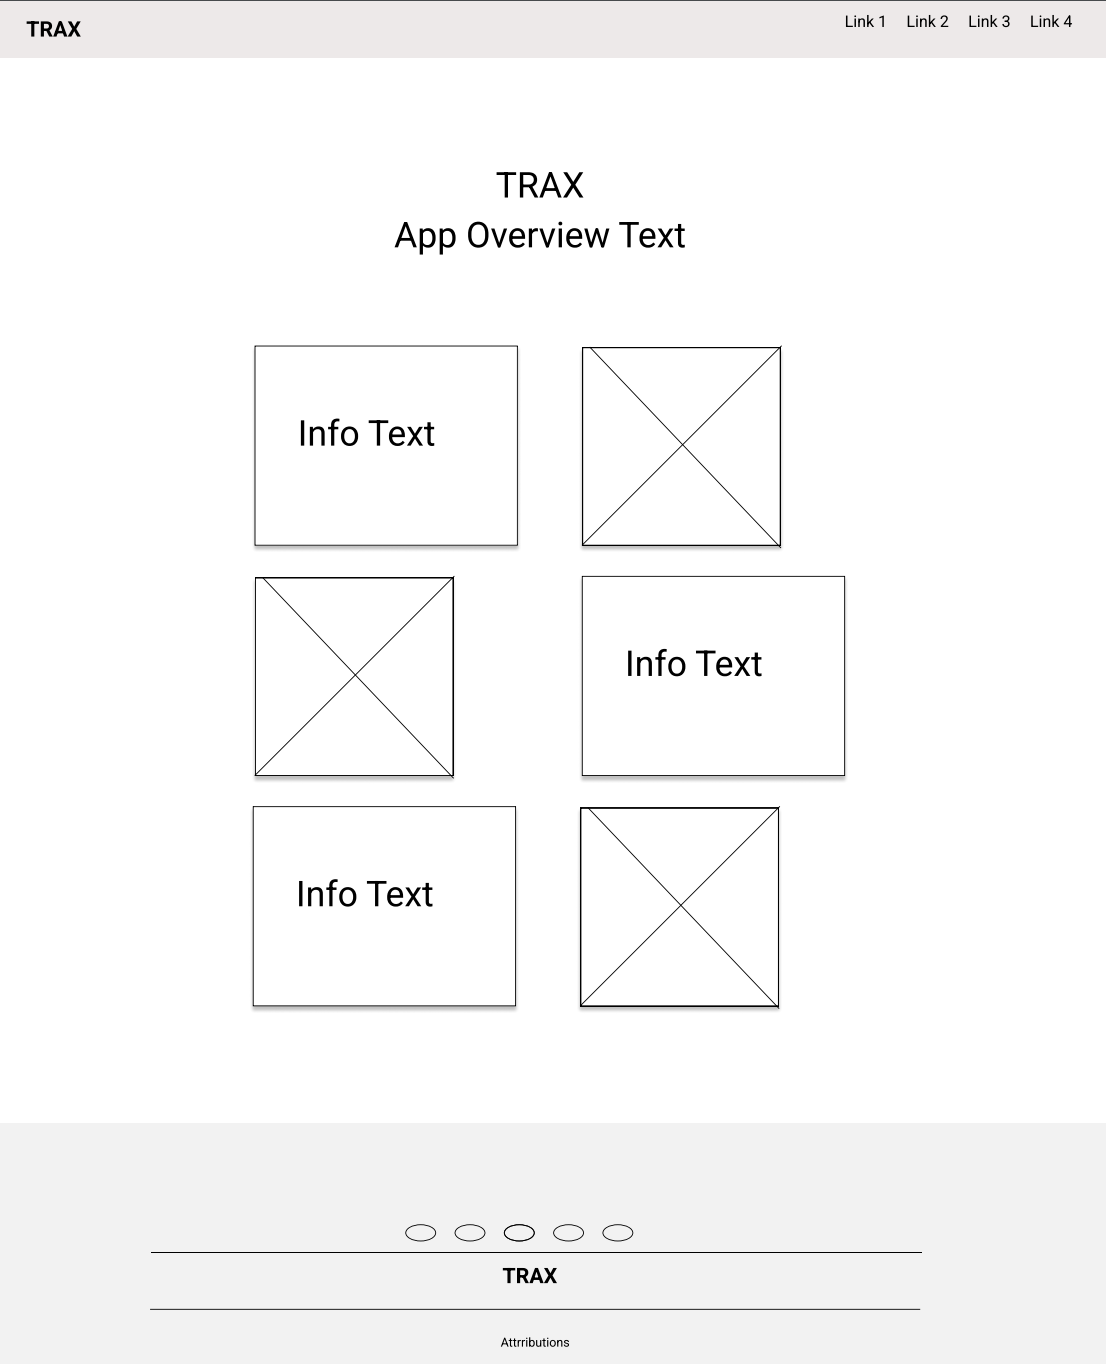 TRAX
Link 1 Link 2 Link 3 Link 4
TRAX
App Overview Text
Info Text
Info Text
Info Text
TRAX
Attrributions